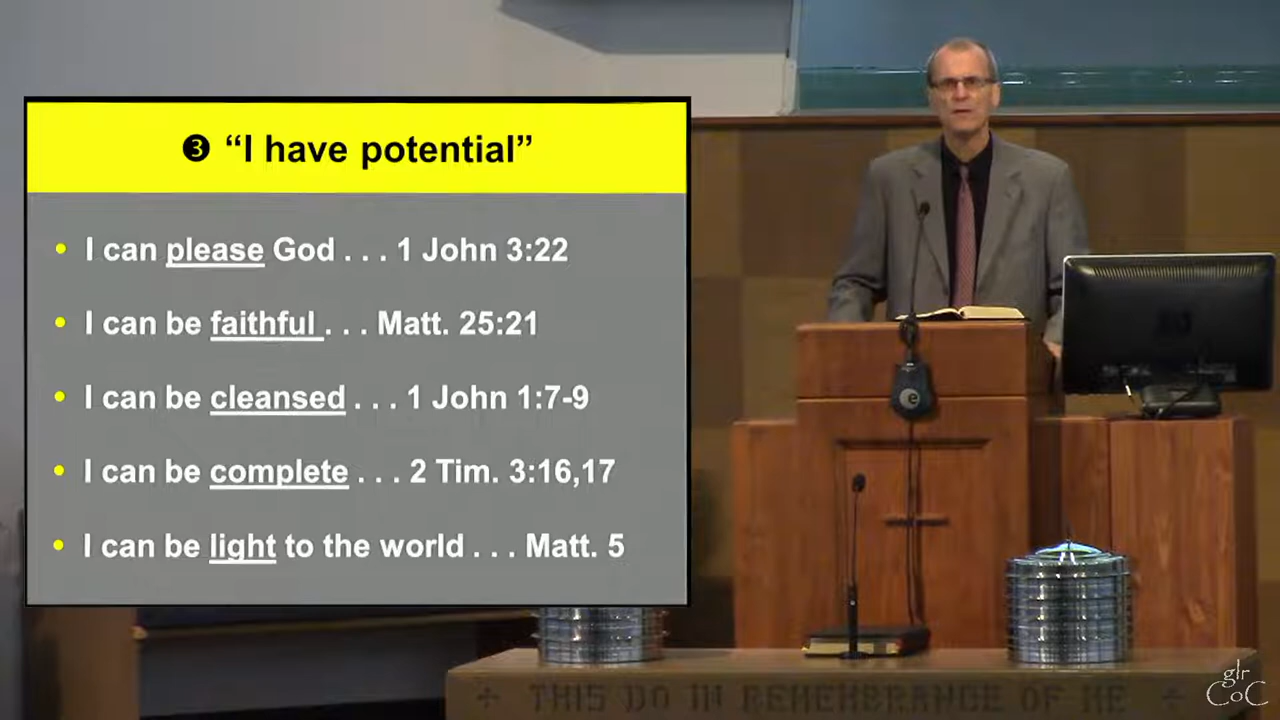 ❸ “I have potential”
• I can please God . . . 1 John 3:22
• I can be faithful . . . Matt. 25:21
• I can be cleansed . . . 1 John 1:7-9
• I can be complete . . . 2 Tim. 3:16,17
• I can be light to the world . . . Matt. 5
e
THIS DO IN REMEMBRANCE OF ME
glr
CoC